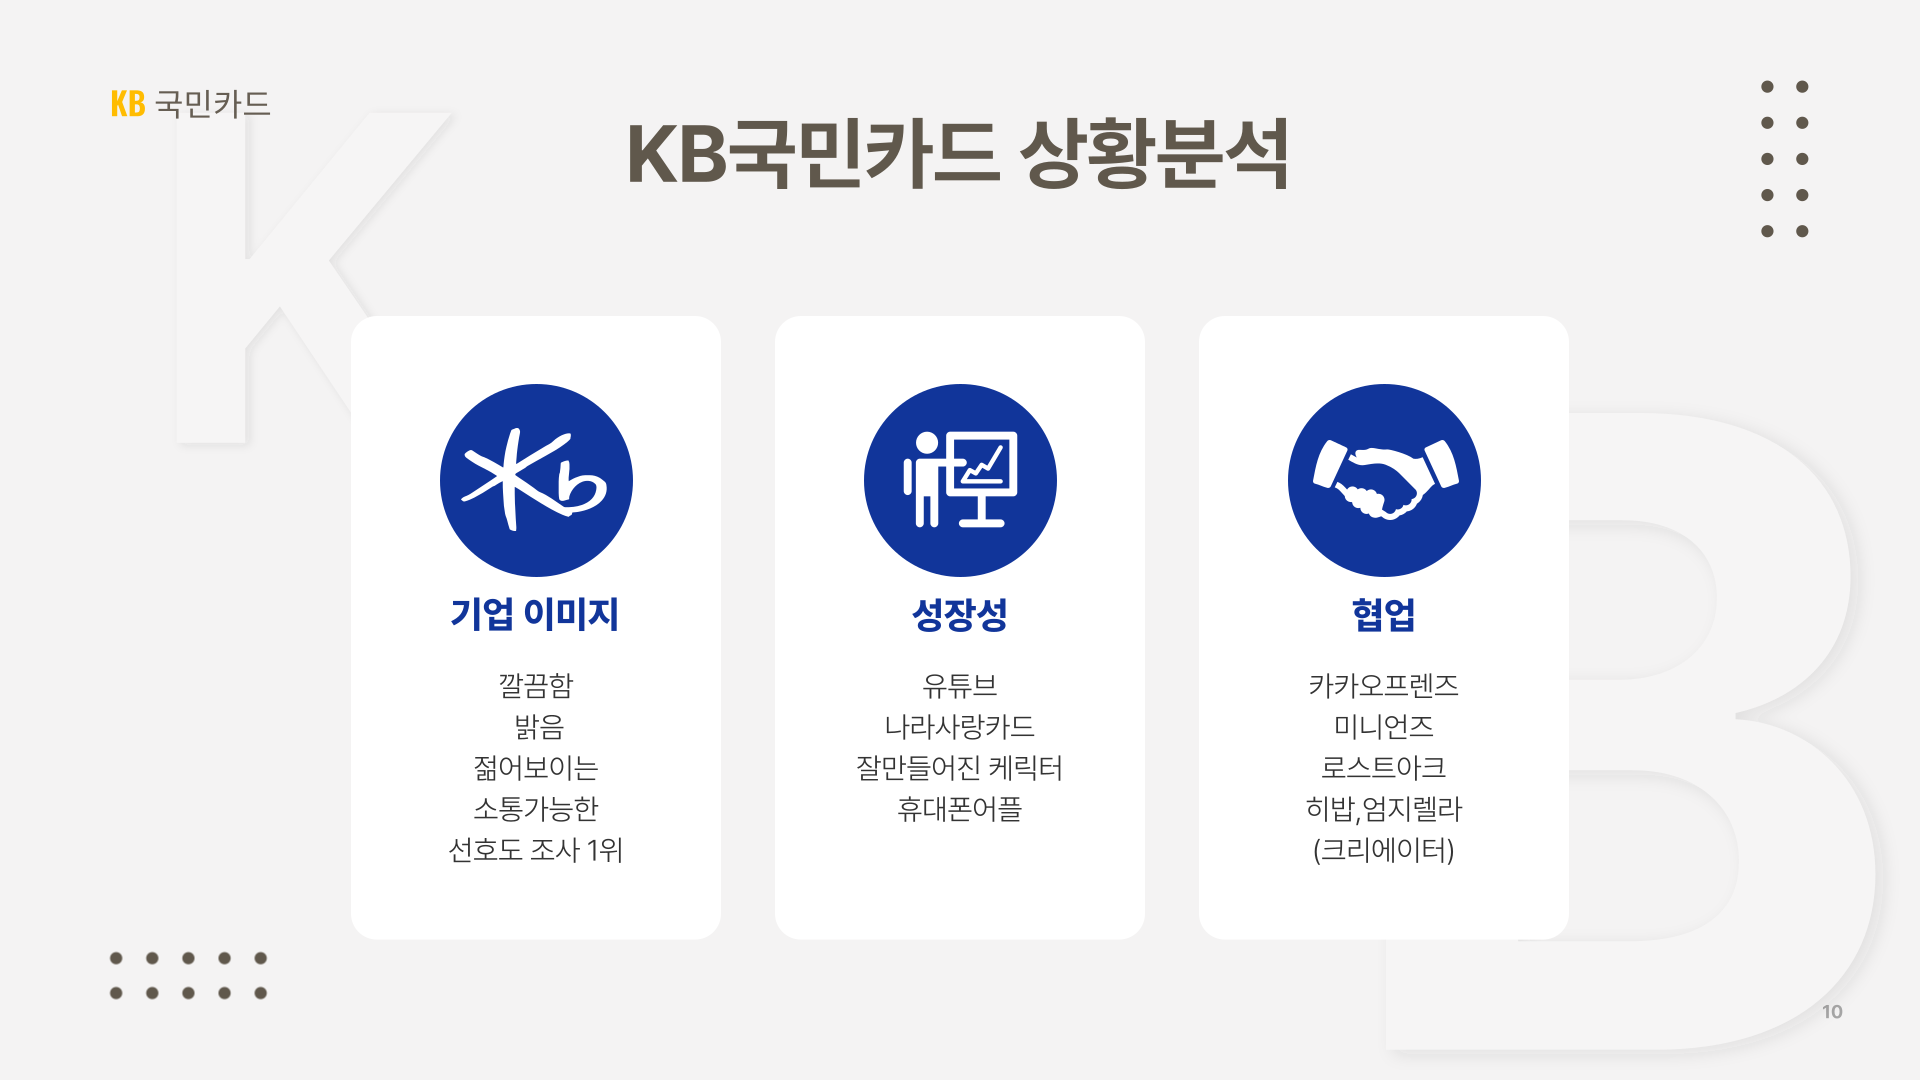 KB 국민카드
KB국민카드 상황분석
Kb
기업 이미지
깔끔함
밝음
젊어보이는
소통가능한
선호도 조사 1위
성장성
유튜브
나라사랑카드
잘만들어진 케릭터
휴대폰어플
협업
카카오프렌즈
미니언즈
로스트아크
히밥,엄지렐라
(크리에이터)
K
B
10